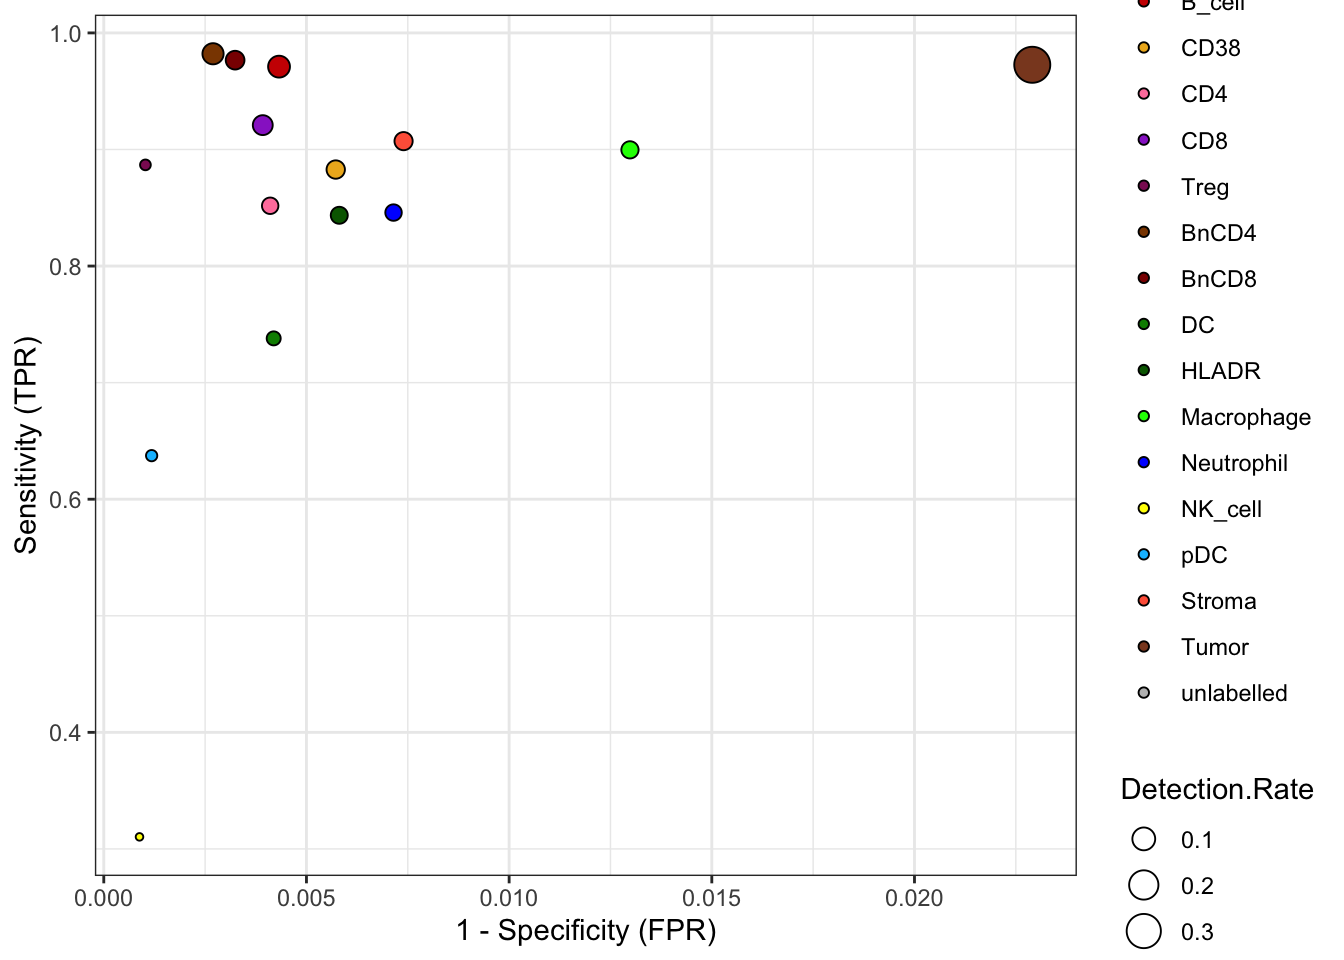 1.0
0.8
0.6
0.4
Sensitivity (TPR)
0.000
0.005
0.010
0.015
0.020
1 - Specificity (FPR)
B_cell
CD38
CD4
CD8
Treg
BnCD4
BnCD8
DC
HLADR
Macrophage
Neutrophil
NK_cell
pDC
Stroma
Tumor
unlabelled
Detection.Rate
0.1
0.2
0.3